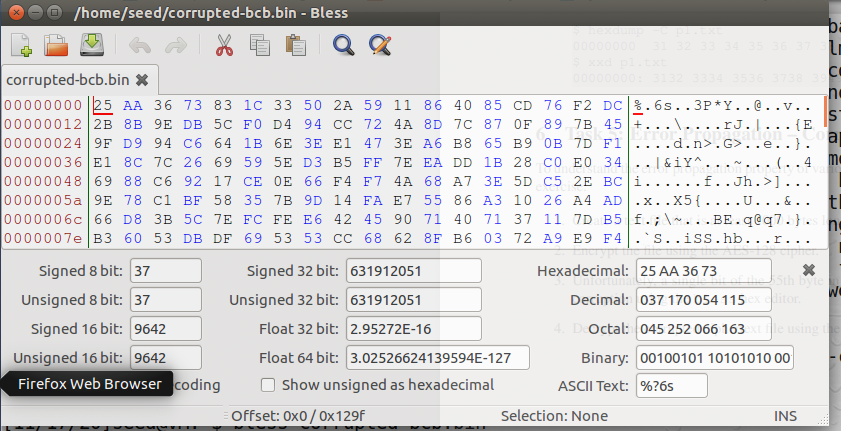 /home/seed/corrupted-bcb.bin - Bless
corrupted-bcb.bin
00000000 25 AA 36 73 83 1C 33 50 2A 59 11 86 40 85 CD 76 F2 DC %.6s..3P*Y..@..v..
00000012 2B 8B 9E DB 5C F0 D4 94 CC 72 4A 8D 7C 87 0F 89 7B 45 +...\....rJ.|...{E
00000024 9F D9 94 C6 64 1B 6E 3E E1 47 3E A6 B8 65 B9 0B 7D F1 ....d.n>.G>..e..}.
00000036 E1 8C 7C 26 69 59 5E D3 B5 FF 7E EA DD 1B 28 C0 E0 34 ..|&iY^...~...(..4
00000048 69 88 C6 92 17 CE 0E 66 F4 F7 4A 68 A7 3E 5D C5 2E BC i......f..Jh.>]...
0000005a 9E 78 C1 BF 58 35 7B 9D 14 FA E7 55 86 A3 10 26 A4 AD .x..X5{....U...&..
0000006c 66 D8 3B 5C 7E FC FE E6 42 45 90 71 40 71 37 11 7D B5 f.;\~...BE.q@q7.}.
0000007e B3 60 53 DB DF 69 53 53 CC 68 62 8F B6 03 72 A9 E9 F4 .`S..iSS.hb...r...
Signed 8 bit: 37 Signed 32 bit: 631912051 Hexadecimal: 25 AA 36 73
Unsigned 8 bit: 37 Unsigned 32 bit: 631912051 Decimal: 037 170 054 115
Signed 16 bit: 9642 Float 32 bit: 2.95272E-16 Octal: 045 252 066 163
Unsigned 16 bit: 9642 Float 64 bit: 3.02526624139594E-127 Binary: 00100101 10101010 00
Firefox Web Browser coding Show unsigned as hexadecimal ASCII Text: %?6s
Offset: 0x0 / 0x129f Selection: None INS